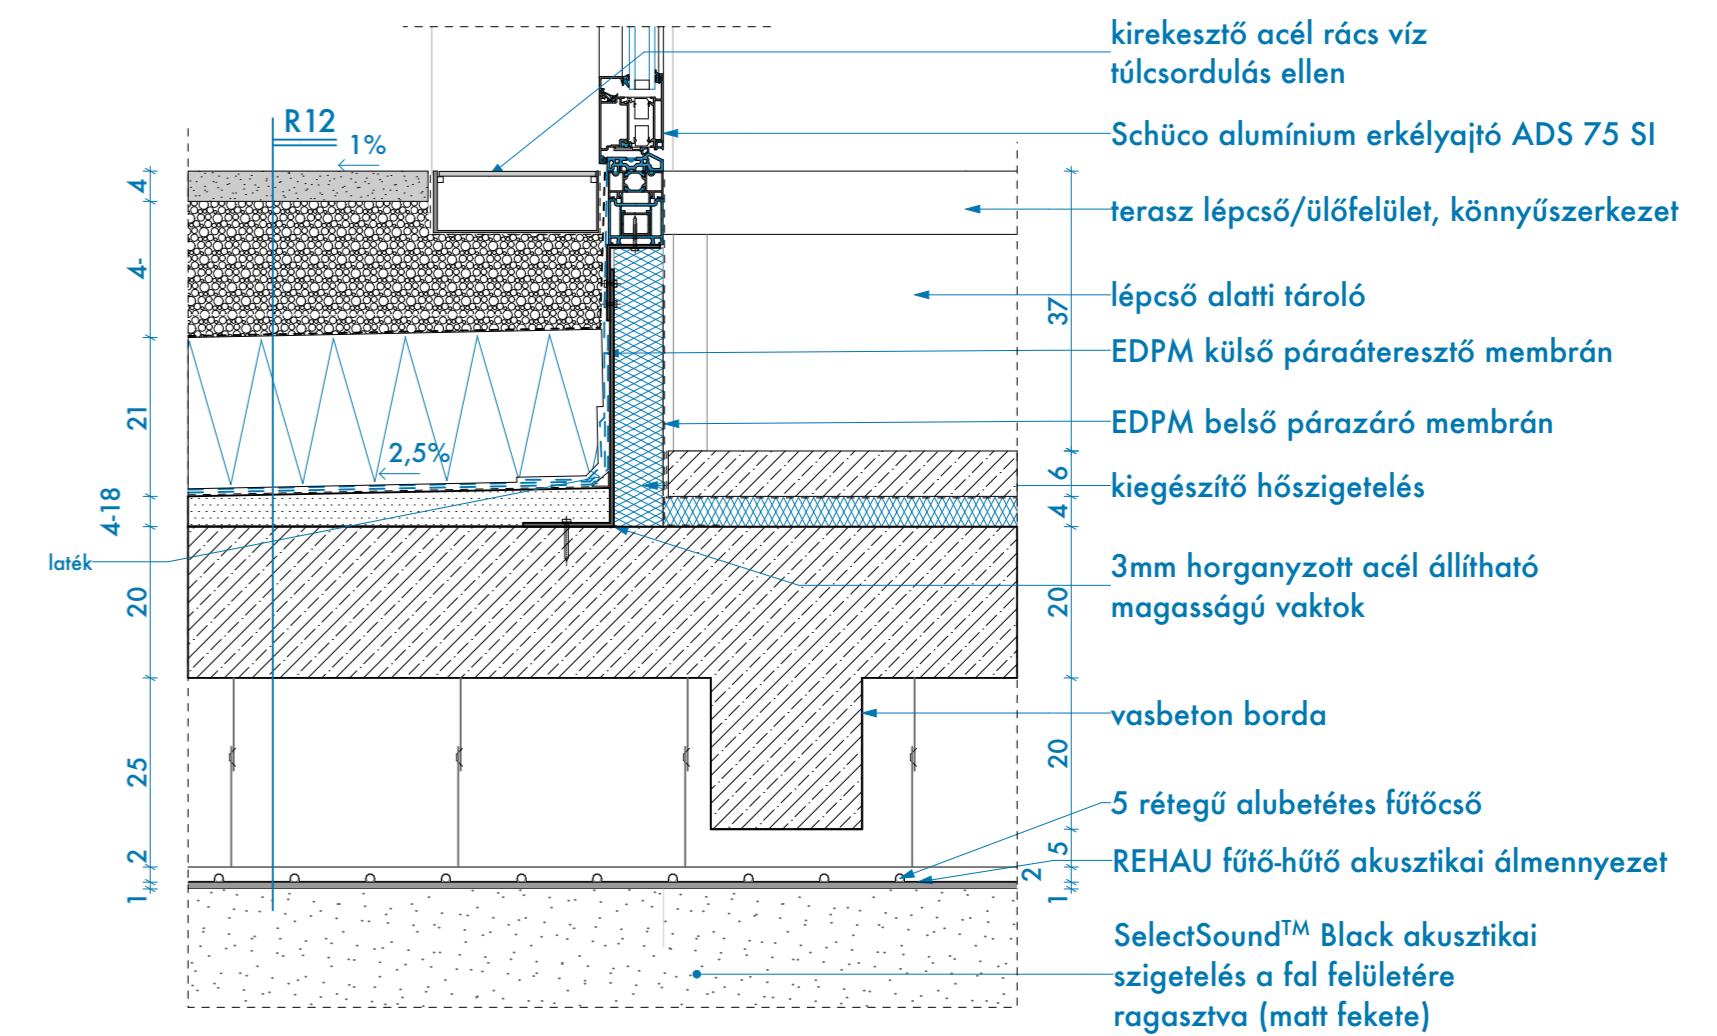 kirekesztő acél rács víz
túlcsordulás ellen
Schüco alumínium erkélyajtó ADS 75 SI
terasz lépcső/ülőfelület, könnyűszerkezet
lépcső alatti tároló
EDPM külső páraáteresztő membrán
EDPM belső párazáró membrán
kiegészítő hőszigetelés
3mm horganyzott acél állítható
magasságú vaktok
vasbeton borda
5 rétegű alubetétes fűtőcső
REHAU fűtő-hűtő akusztikai álmennyezet
SelectSound™ Black akusztikai
szigetelés a fal felületére
ragasztva (matt fekete)
R12
1%
2,5%
laték
4
4-
21
4-18
20
25
2
1
37
6
4
20
20
5
2
1